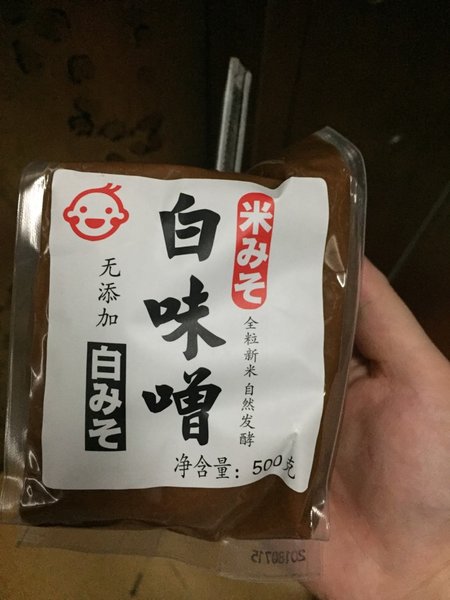 米みそ
白味噌
无添加
白みそ
全粒新米 自然发酵
净含量：500克
20180715